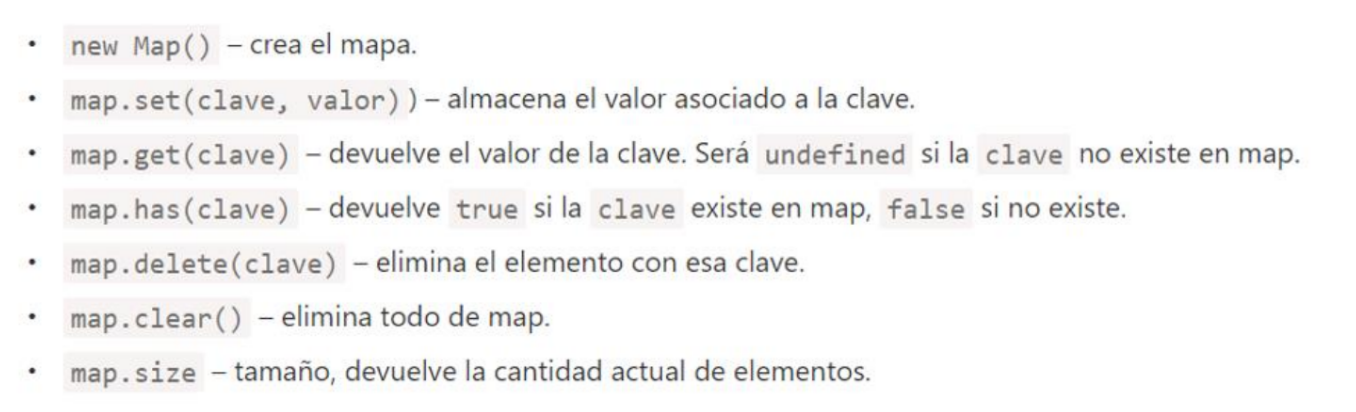 • new Map() – crea el mapa.
• map.set(clave, valor)) – almacena el valor asociado a la clave.
• map.get(clave) – devuelve el valor de la clave. Será undefined si la clave no existe en map.
• map.has(clave) – devuelve true si la clave existe en map, false si no existe.
• map.delete(clave) – elimina el elemento con esa clave.
• map.clear() – elimina todo de map.
• map.size – tamaño, devuelve la cantidad actual de elementos.